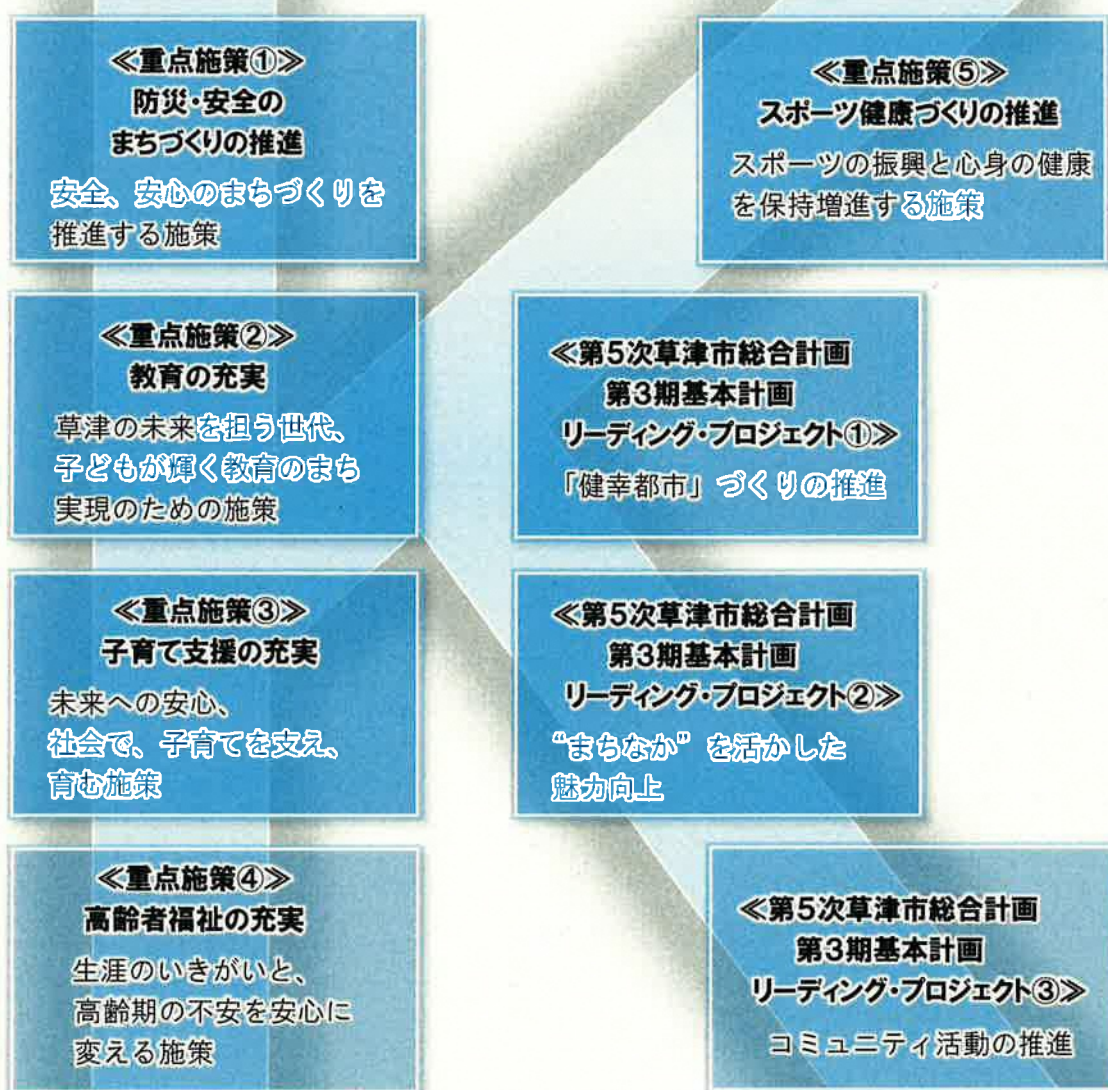 ≪重点施策①≫
防災・安全の
まちづくりの推進
安全、安心のまちづくりを
推進する施策
≪重点施策②≫
教育の充実
草津の未来を担う世代、
子どもが輝く教育のまち
実現のための施策
≪重点施策③≫
子育て支援の充実
未来への安心、
社会で、子育てを支え、
育む施策
≪重点施策④≫
高齢者福祉の充実
生涯のいきがいと、
高齢期の不安を安心に
変える施策
≪重点施策⑤≫
スポーツ健康づくりの推進
スポーツの振興と心身の健康
を保持増進する施策
≪第5次草津市総合計画
第3期基本計画
リーディング・プロジェクト①≫
「健幸都市」づくりの推進
≪第5次草津市総合計画
第3期基本計画
リーディング・プロジェクト②≫
“まちなか”を活かした
魅力向上
≪第5次草津市総合計画
第3期基本計画
リーディング・プロジェクト③≫
コミュニティ活動の推進